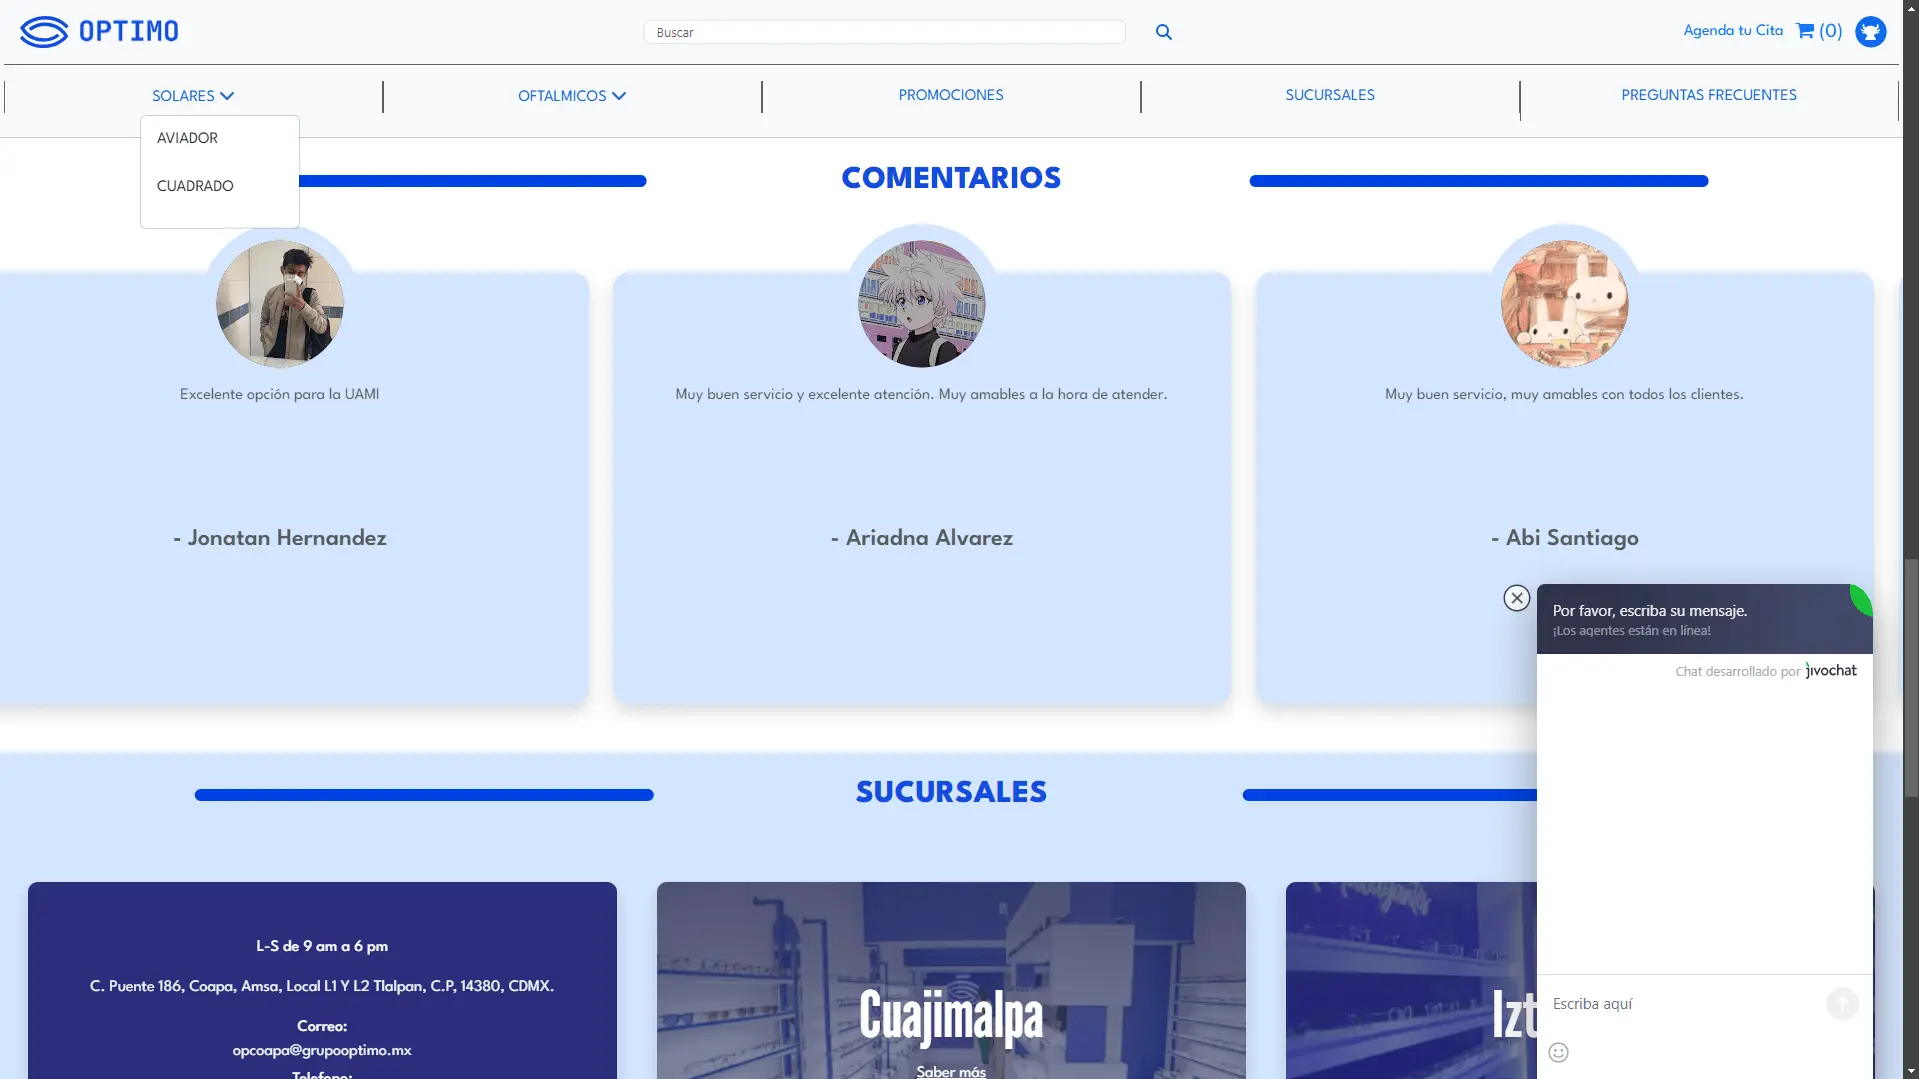 OPTIMO
Buscar
Agenda tu Cita
(0)
SOLARES
OFTALMICOS
PROMOCIONES
SUCURSALES
PREGUNTAS FRECUENTES
AVIADOR
CUADRADO
COMENTARIOS
Excelente opción para la UAMI
- Jonatan Hernandez
Muy buen servicio y excelente atención. Muy amables a la hora de atender.
- Ariadna Alvarez
Muy buen servicio, muy amables con todos los clientes.
- Abi Santiago
Por favor, escriba su mensaje.
¡Los agentes están en línea!
Chat desarrollado por jivochat
Escriba aquí
SUCURSALES
L-S de 9 am a 6 pm
C. Puente 186, Coapa, Amsa, Local L1 Y L2 Tlalpan, C.P, 14380, CDMX.
Correo:
opcoapa@grupooptimo.mx
Telefono:
Cuajimalpa
Saber más
Izt